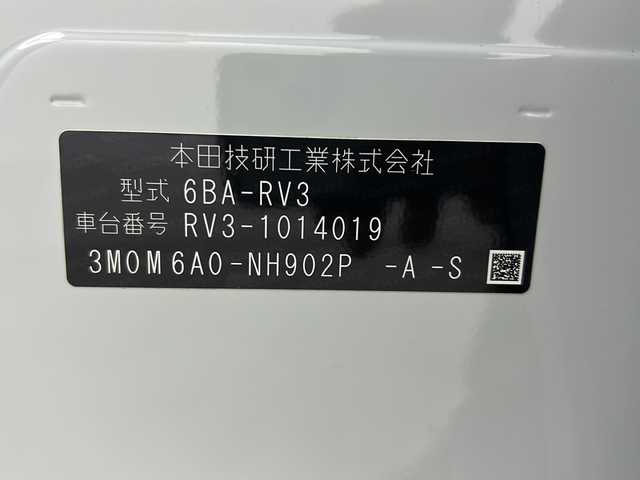 本田技研工業株式会社
型式 6BA-RV3
車台番号 RV3-1014019
3M0M6A0-NH902P -A -S